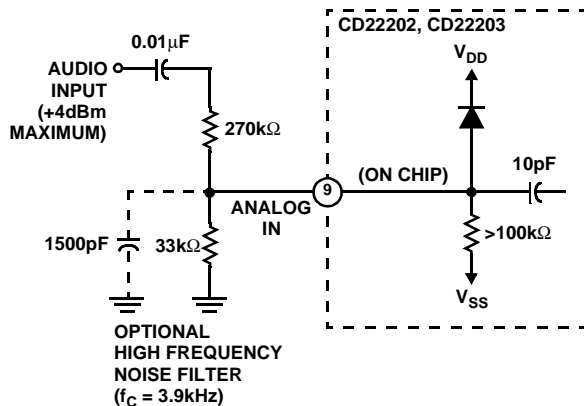 CD22202, CD22203
0.01μF
V_DD
AUDIO
INPUT
(+4dBm
MAXIMUM)
270kΩ
10pF
9
(ON CHIP)
ANALOG
IN
1500pF
33kΩ
>100kΩ
V_SS
OPTIONAL
HIGH FREQUENCY
NOISE FILTER
(f_C = 3.9kHz)